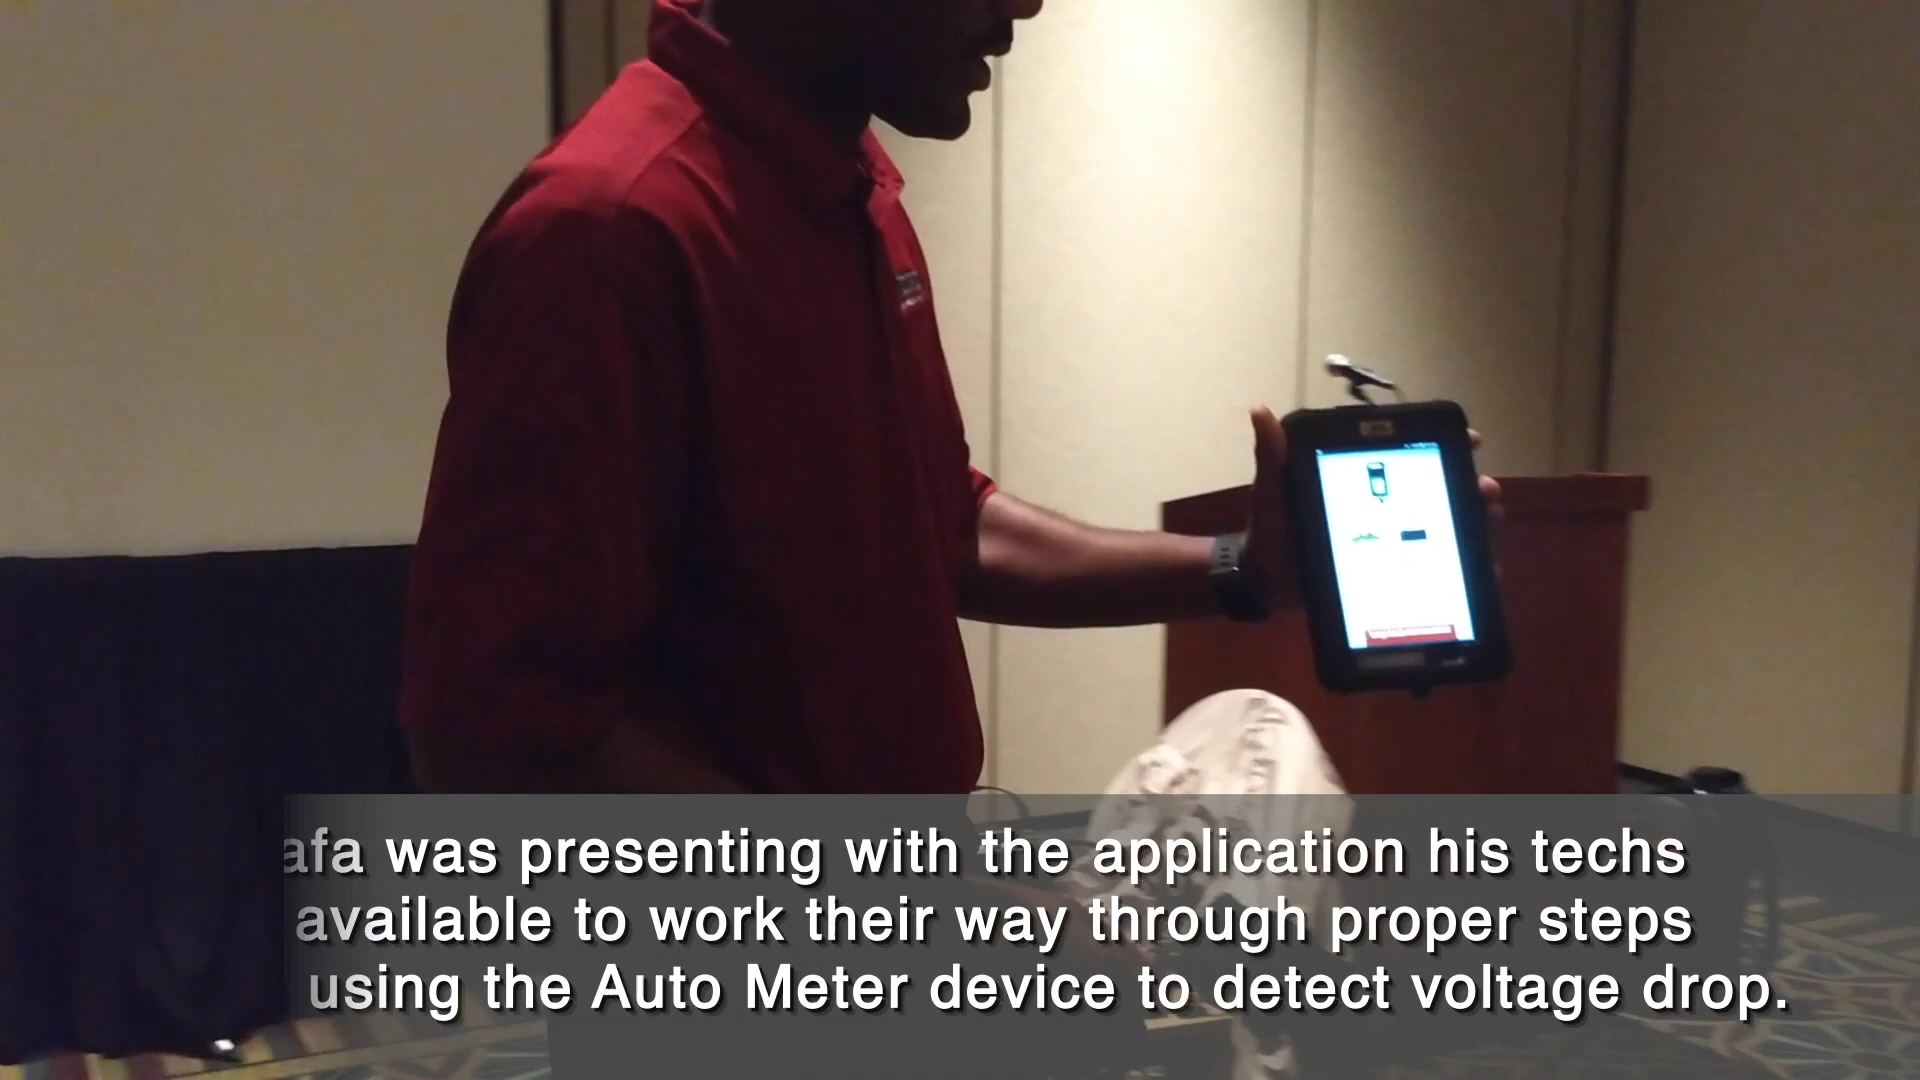 afa was presenting with the application his techs
available to work their way through proper steps
using the Auto Meter device to detect voltage drop.